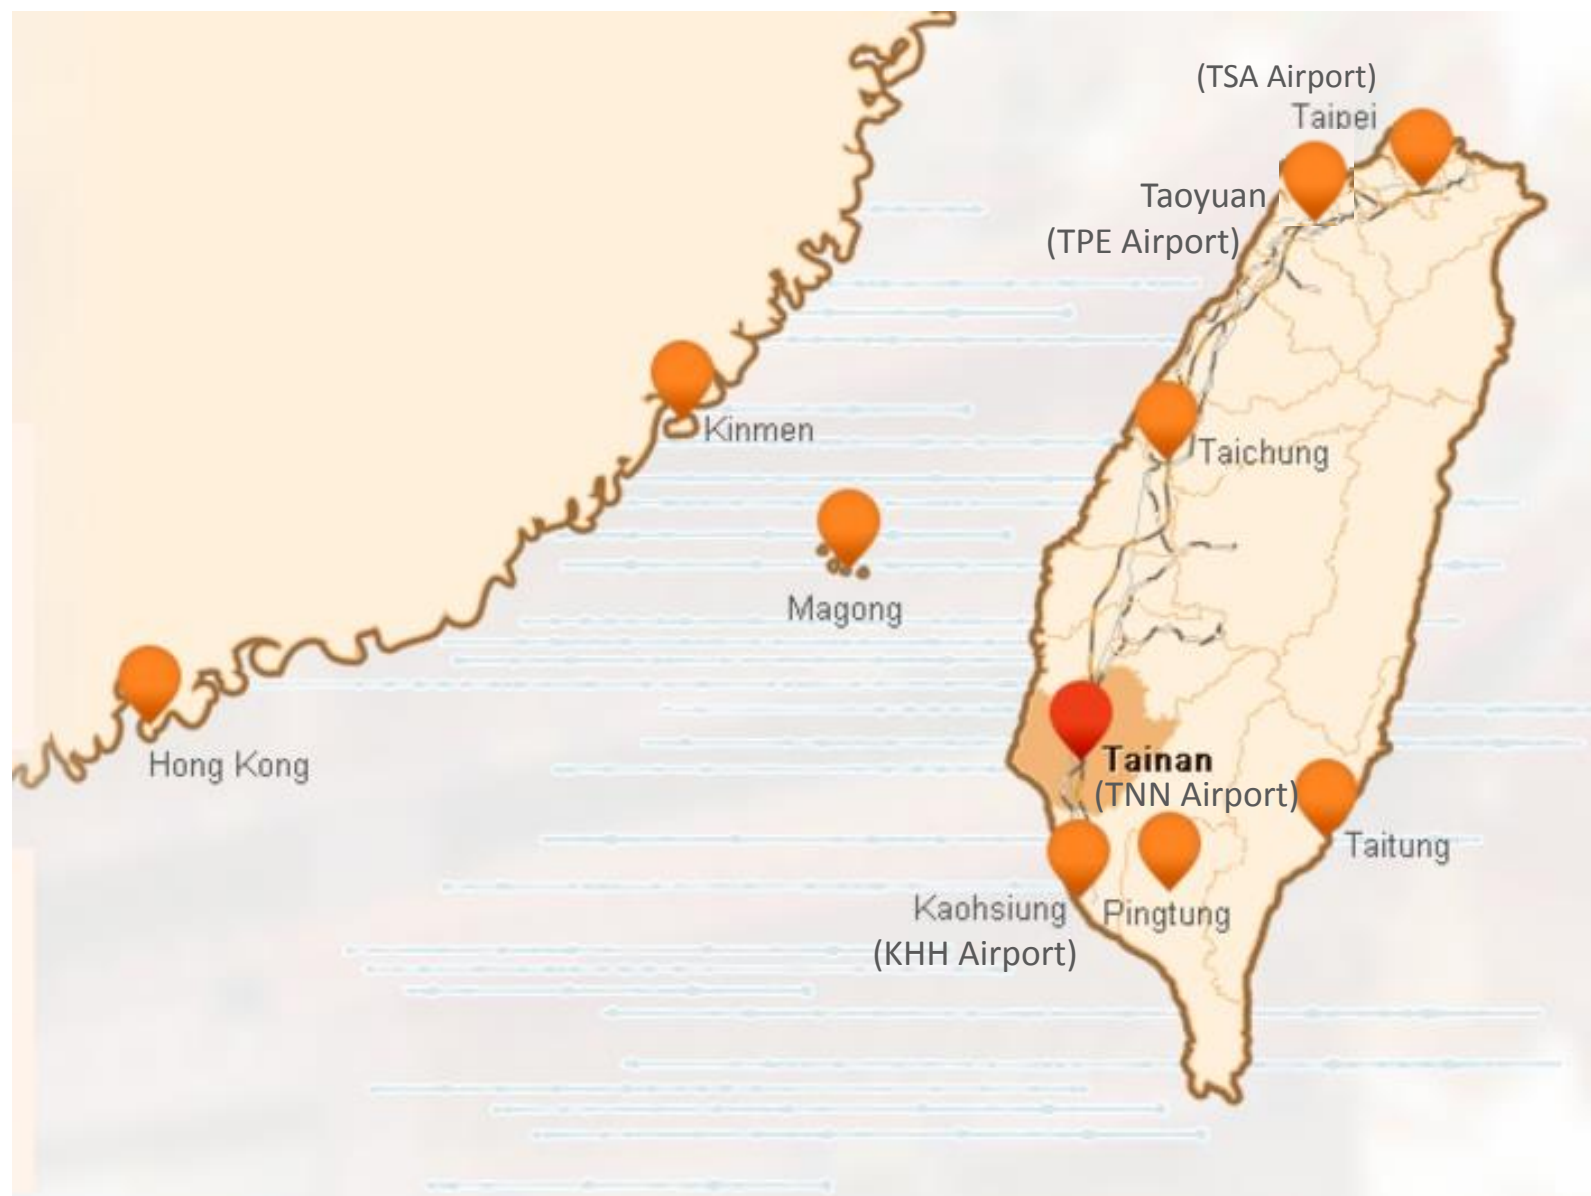 (TSA Airport)
Taipei
Taoyuan
(TPE Airport)
Kinmen
Taichung
Magong
Hong Kong
Tainan
(TNN Airport)
Taitung
Kaohsiung
Pingtung
(KHH Airport)